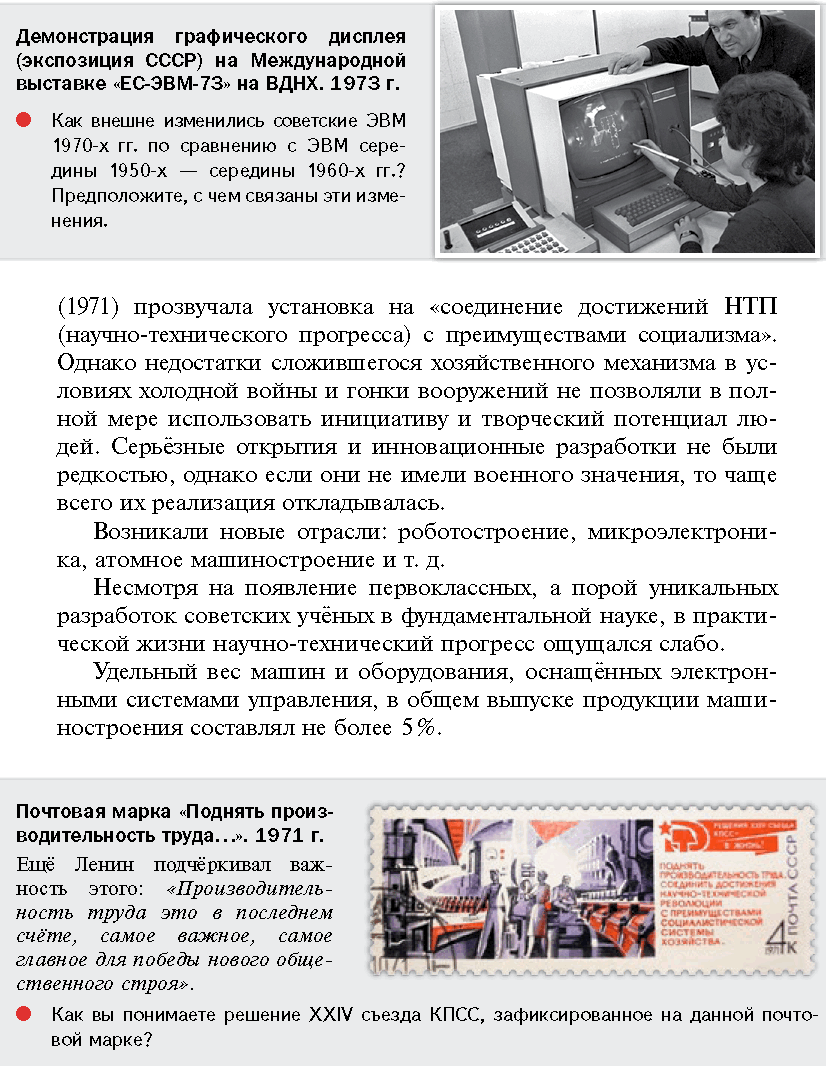 Демонстрация графического дисплея
(экспозиция СССР) на Международной
выставке «ЕС-ЭВМ-73» на ВДНХ. 1973 г.
Как внешне изменились советские ЭВМ
1970-х гг. по сравнению с ЭВМ сере-
дины 1950-х — середины 1960-х гг.?
Предположите, с чем связаны эти изме-
нения.
(1971) прозвучала установка на «соединение достижений НТП
(научно-технического прогресса) с преимуществами социализма».
Однако недостатки сложившегося хозяйственного механизма в ус-
ловиях холодной войны и гонки вооружений не позволяли в пол-
ной мере использовать инициативу и творческий потенциал лю-
дей. Серьёзные открытия и инновационные разработки не были
редкостью, однако если они не имели военного значения, то чаще
всего их реализация откладывалась.
Возникали новые отрасли: роботостроение, микроэлектрони-
ка, атомное машиностроение и т. д.
Несмотря на появление первоклассных, а порой уникальных
разработок советских учёных в фундаментальной науке, в практи-
ческой жизни научно-технический прогресс ощущался слабо.
Удельный вес машин и оборудования, оснащённых электрон-
ными системами управления, в общем выпуске продукции маши-
ностроения составлял не более 5%.
Почтовая марка «Поднять произ-
водительность труда...». 1971 г.
Ещё Ленин подчёркивал важ-
ность этого: «Производитель-
ность труда это в последнем
счёте, самое важное, самое
главное для победы нового обще-
ственного строя».
РЕШЕНИЯ XXIV СЪЕЗДА
КПСС–
В ЖИЗНЬ!
ПОДНЯТЬ
ПРОИЗВОДИТЕЛЬНОСТЬ ТРУДА,
СОЕДИНИТЬ ДОСТИЖЕНИЯ
НАУЧНО-ТЕХНИЧЕСКОЙ
РЕВОЛЮЦИИ
С ПРЕИМУЩЕСТВАМИ
СОЦИАЛИСТИЧЕСКОЙ
СИСТЕМЫ
ХОЗЯЙСТВА.
ПОЧТА СССР
4К
1971
Как вы понимаете решение XXIV съезда КПСС, зафиксированное на данной почто-
вой марке?